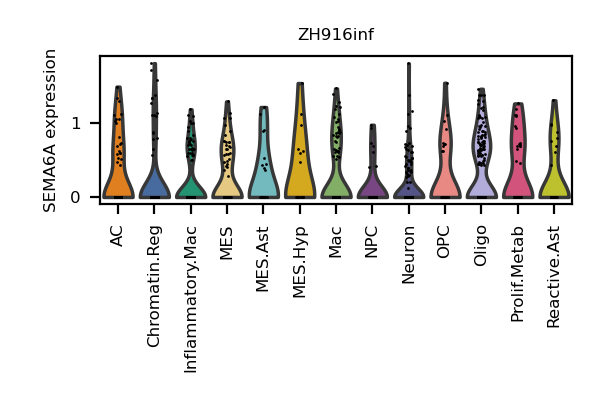 ZH916inf
SEMA6A expression
1
0
AC
Chromatin.Reg
Inflammatory.Mac
MES
MES.Ast
MES.Hyp
Mac
NPC
Neuron
OPC
Oligo
Prolif.Metab
Reactive.Ast